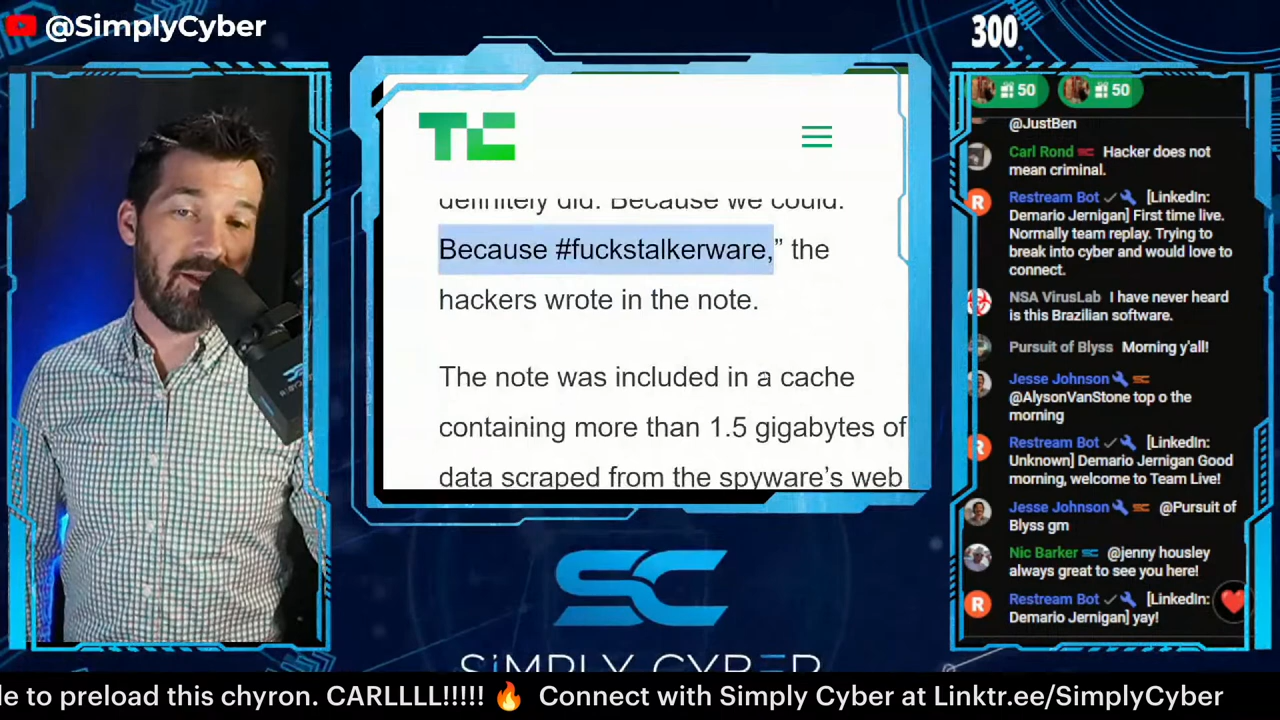 @SimplyCyber
300
TC
definitely did. Because we could.
Because #fuckstalkerware,” the
hackers wrote in the note.
The note was included in a cache
containing more than 1.5 gigabytes of
data scraped from the spyware’s web
SC
SiMPLY CYBER
50
50
@JustBen
Carl Rond Hacker does not
mean criminal.
Restream Bot [LinkedIn:
Demario Jernigan] First time live.
Normally team replay. Trying to
break into cyber and would love to
connect.
NSA VirusLab I have never heard
is this Brazilian software.
Pursuit of Blyss Morning y'all!
Jesse Johnson
@AlysonVanStone top o the
morning
Restream Bot [LinkedIn:
Unknown] Demario Jernigan Good
morning, welcome to Team Live!
Jesse Johnson @Pursuit of
Blyss gm
Nic Barker @jenny housley
always great to see you here!
Restream Bot [LinkedIn:
Demario Jernigan] yay!
le to preload this chyron. CARLLLL!!!!! 🔥 Connect with Simply Cyber at Linktr.ee/SimplyCyber